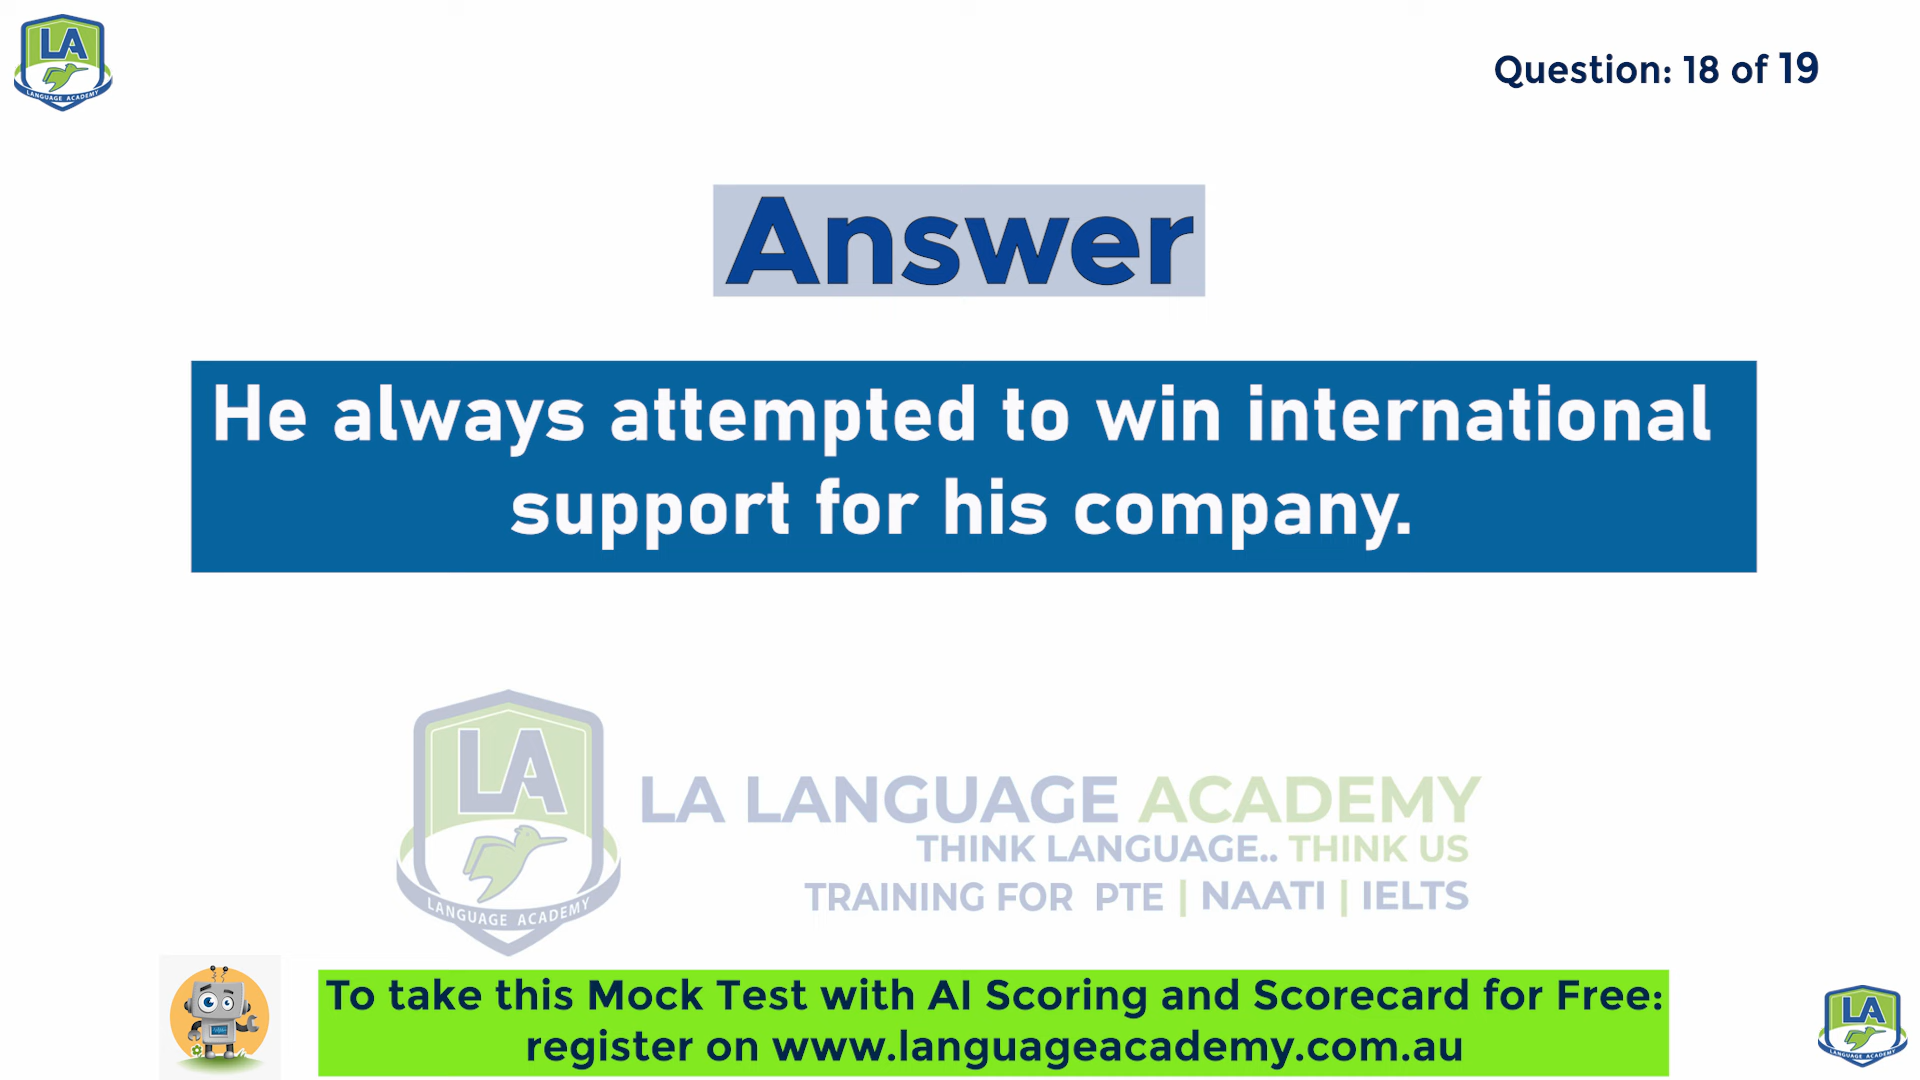 LA
LANGUAGE ACADEMY
Question: 18 of 19
Answer
He always attempted to win international
support for his company.
LA
LANGUAGE ACADEMY
LA LANGUAGE ACADEMY
THINK LANGUAGE.. THINK US
TRAINING FOR PTE | NAATI | IELTS
To take this Mock Test with AI Scoring and Scorecard for Free:
register on www.languageacademy.com.au
LA
LANGUAGE ACADEMY